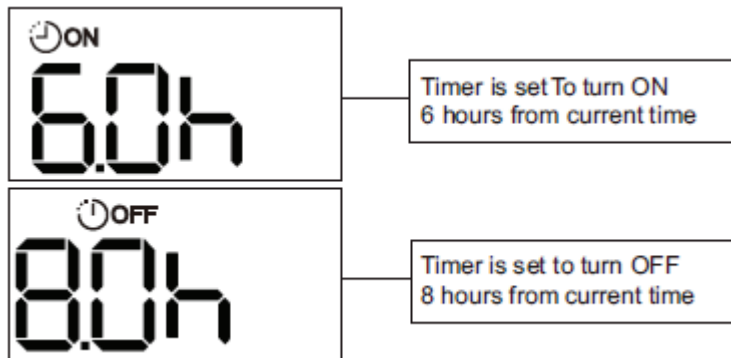 ON
6.0h
Timer is set To turn ON
6 hours from current time
OFF
8.0h
Timer is set to turn OFF
8 hours from current time